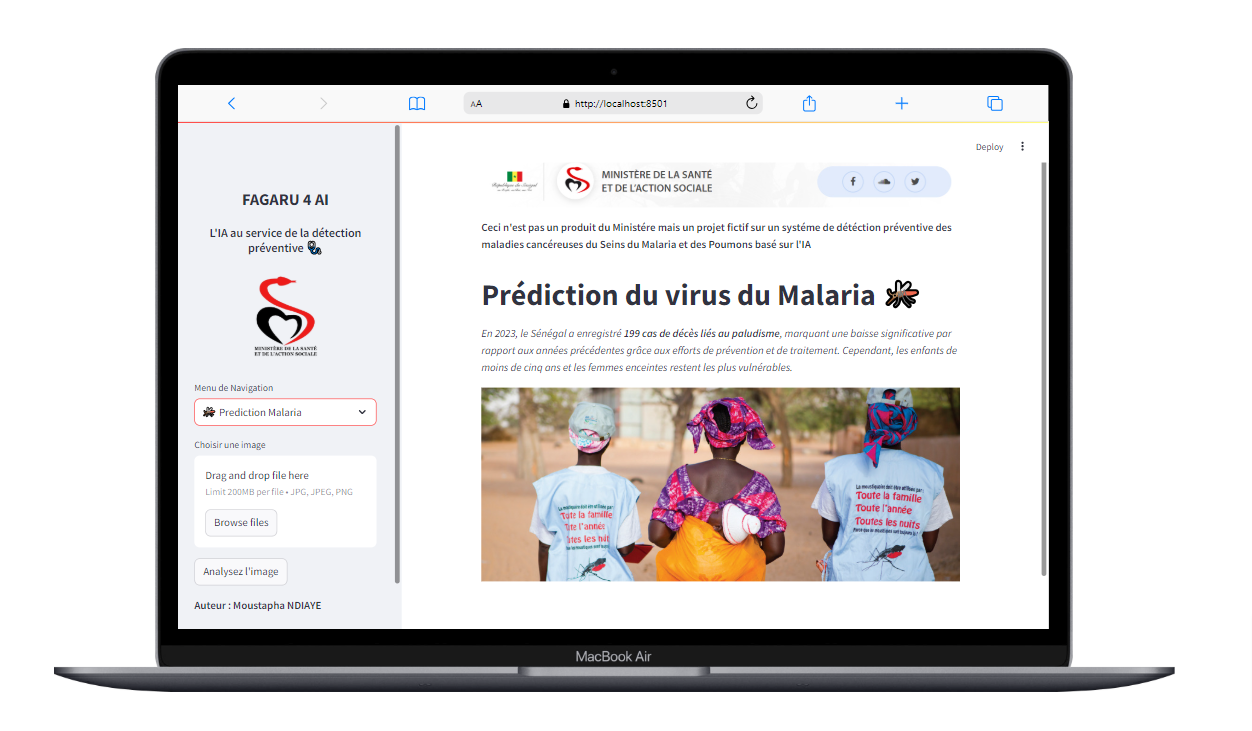 AA
http://localhost:8501
Deploy
FAGARU 4 AI
L'IA au service de la détection
préventive
MINISTÈRE DE LA SANTÉ
ET DE L'ACTION SOCIALE
Menu de Navigation
Prediction Malaria
Choisir une image
Drag and drop file here
Limit 200MB per file • JPG, JPEG, PNG
Browse files
Analysez l'image
Auteur : Moustapha NDIAYE
République du Sénégal
MINISTÈRE DE LA SANTÉ
ET DE L'ACTION SOCIALE
Ceci n'est pas un produit du Ministére mais un projet fictif sur un systéme de détéction préventive des
maladies cancéreuses du Seins du Malaria et des Poumons basé sur l'IA
Prédiction du virus du Malaria
En 2023, le Sénégal a enregistré 199 cas de décès liés au paludisme, marquant une baisse significative par
rapport aux années précédentes grâce aux efforts de prévention et de traitement. Cependant, les enfants de
moins de cinq ans et les femmes enceintes restent les plus vulnérables.
Toute la famille
Toute l'année
Toutes les nuits
Toute la famille
Toute l'année
Toutes les nuits
MacBook Air